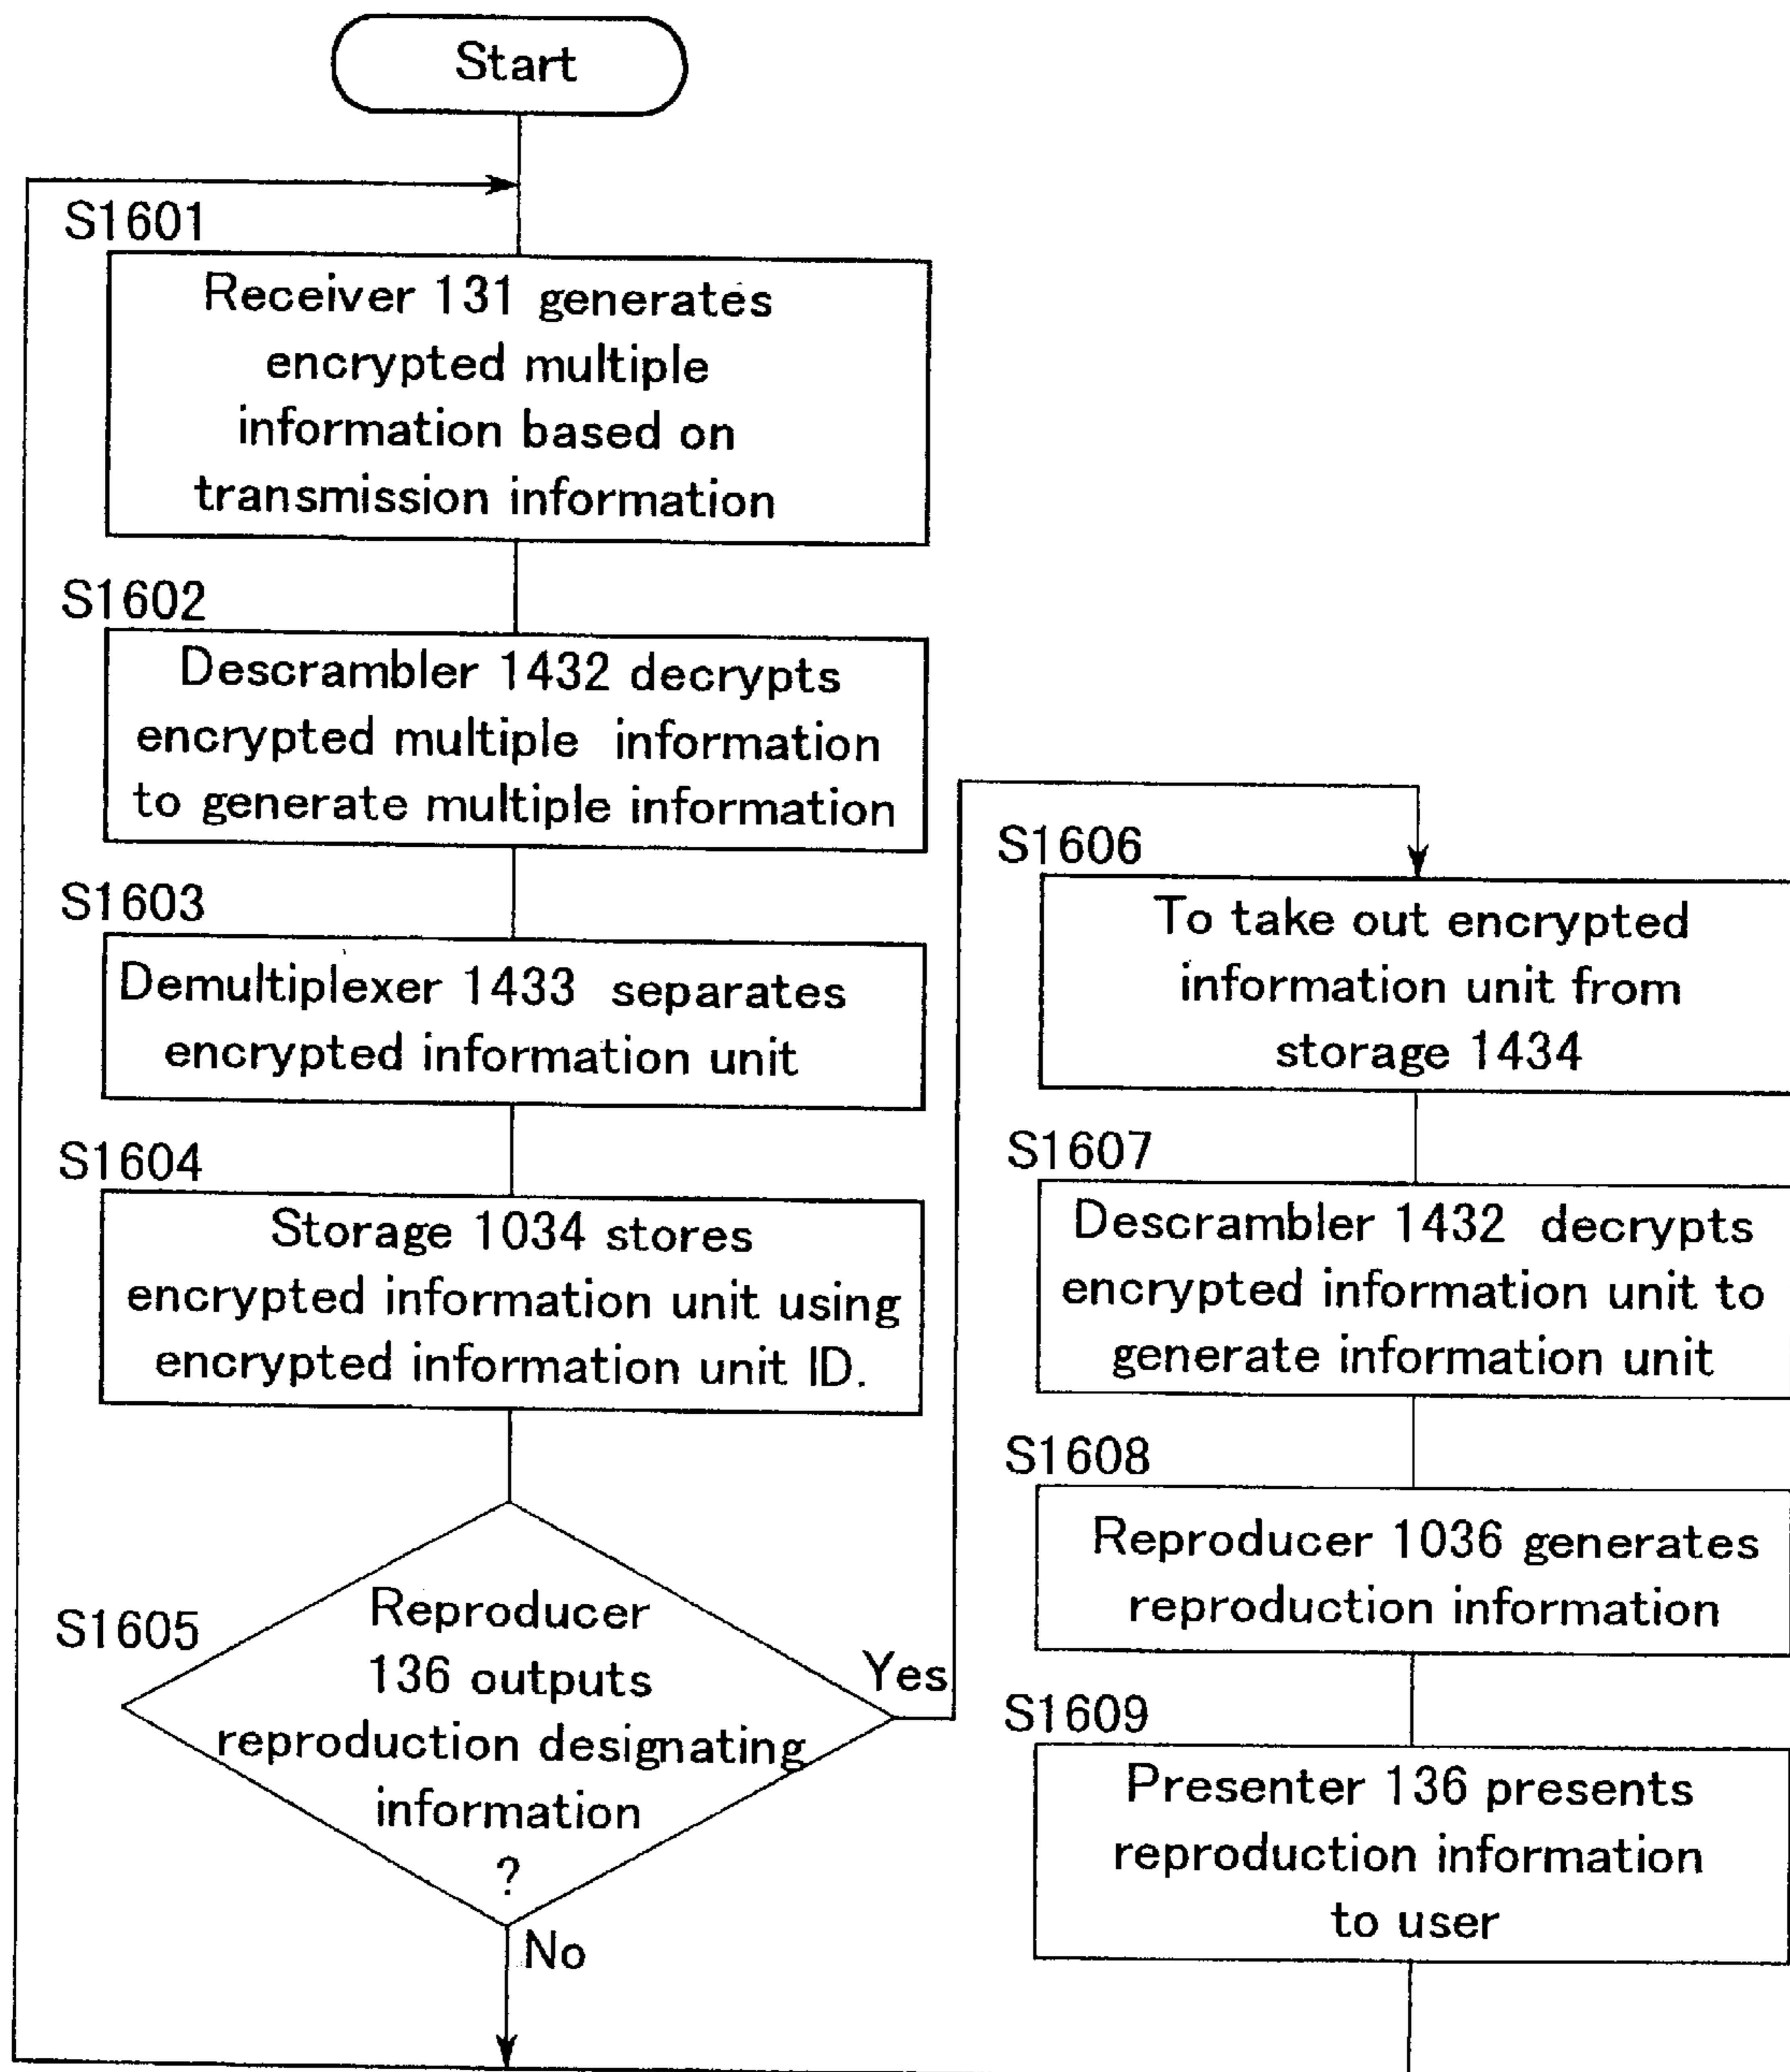 Start
S1601
Receiver 131 generates
encrypted multiple
information based on
transmission information
S1602
Descrambler 1432 decrypts
encrypted multiple information
to generate multiple information
S1603
Demultiplexer 1433 separates
encrypted information unit
S1604
Storage 1034 stores
encrypted information unit using
encrypted information unit ID.
S1605
Reproducer
136 outputs
reproduction designating
information
?
Yes
No
S1606
To take out encrypted
information unit from
storage 1434
S1607
Descrambler 1432 decrypts
encrypted information unit to
generate information unit
S1608
Reproducer 1036 generates
reproduction information
S1609
Presenter 136 presents
reproduction information
to user